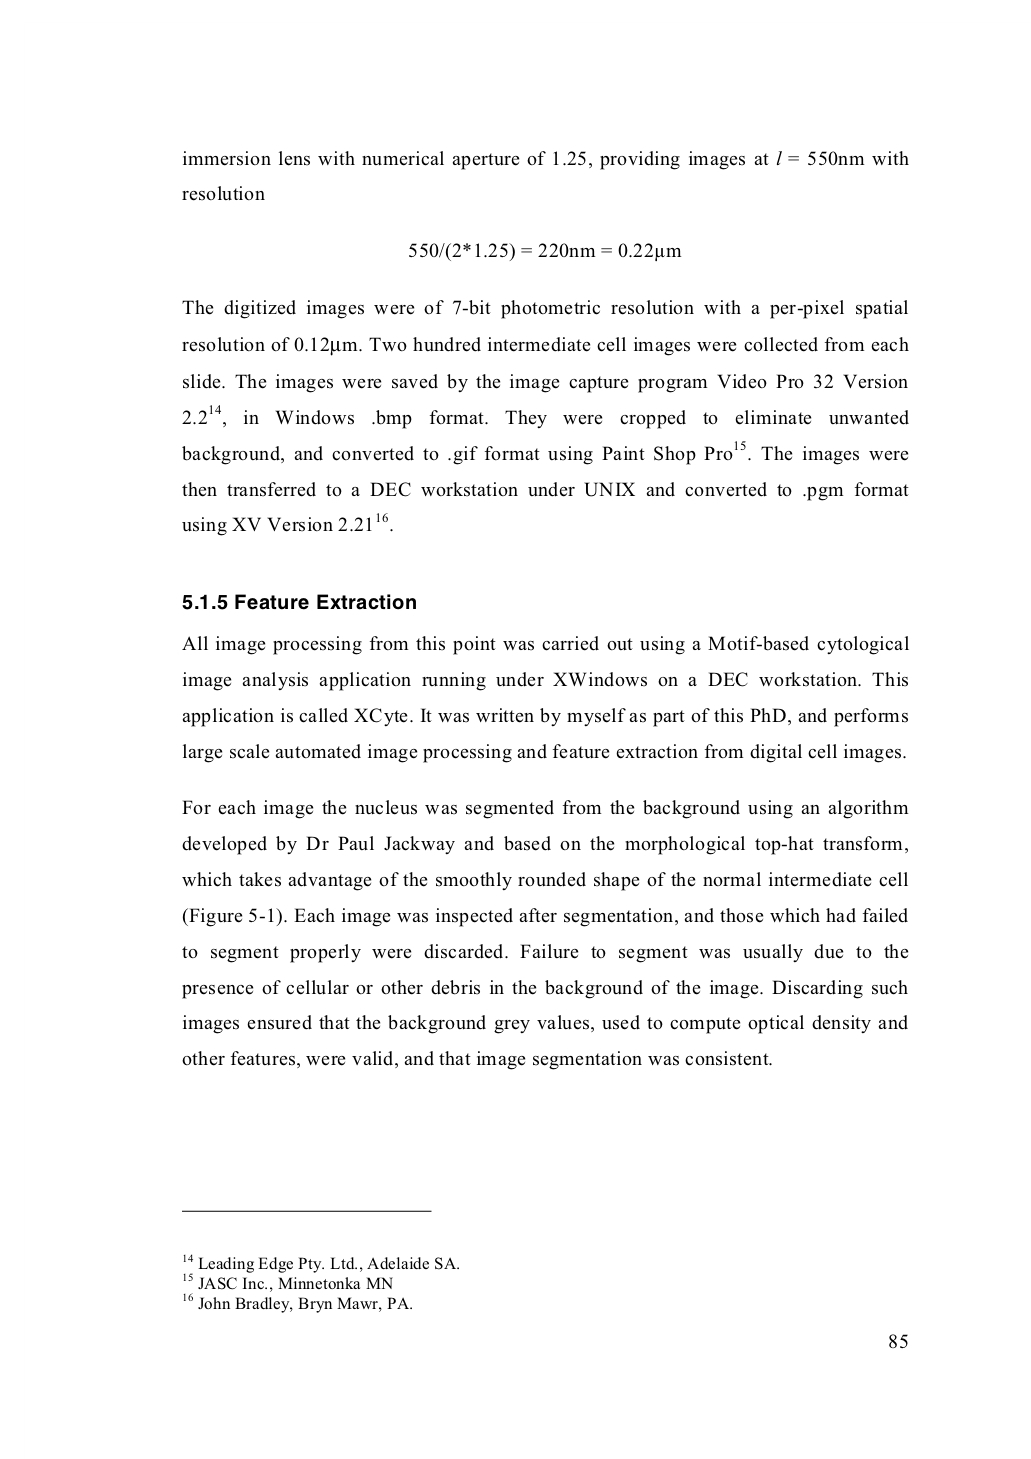 immersion lens with numerical aperture of 1.25, providing images at l = 550nm with
resolution
550/(2*1.25) = 220nm = 0.22µm
The digitized images were of 7-bit photometric resolution with a per-pixel spatial
resolution of 0.12µm. Two hundred intermediate cell images were collected from each
slide. The images were saved by the image capture program Video Pro 32 Version
2.2¹⁴, in Windows .bmp format. They were cropped to eliminate unwanted
background, and converted to .gif format using Paint Shop Pro¹⁵. The images were
then transferred to a DEC workstation under UNIX and converted to .pgm format
using XV Version 2.21¹⁶.
5.1.5 Feature Extraction
All image processing from this point was carried out using a Motif-based cytological
image analysis application running under XWindows on a DEC workstation. This
application is called XCyte. It was written by myself as part of this PhD, and performs
large scale automated image processing and feature extraction from digital cell images.
For each image the nucleus was segmented from the background using an algorithm
developed by Dr Paul Jackway and based on the morphological top-hat transform,
which takes advantage of the smoothly rounded shape of the normal intermediate cell
(Figure 5-1). Each image was inspected after segmentation, and those which had failed
to segment properly were discarded. Failure to segment was usually due to the
presence of cellular or other debris in the background of the image. Discarding such
images ensured that the background grey values, used to compute optical density and
other features, were valid, and that image segmentation was consistent.
¹⁴ Leading Edge Pty. Ltd., Adelaide SA.
¹⁵ JASC Inc., Minnetonka MN
¹⁶ John Bradley, Bryn Mawr, PA.
85